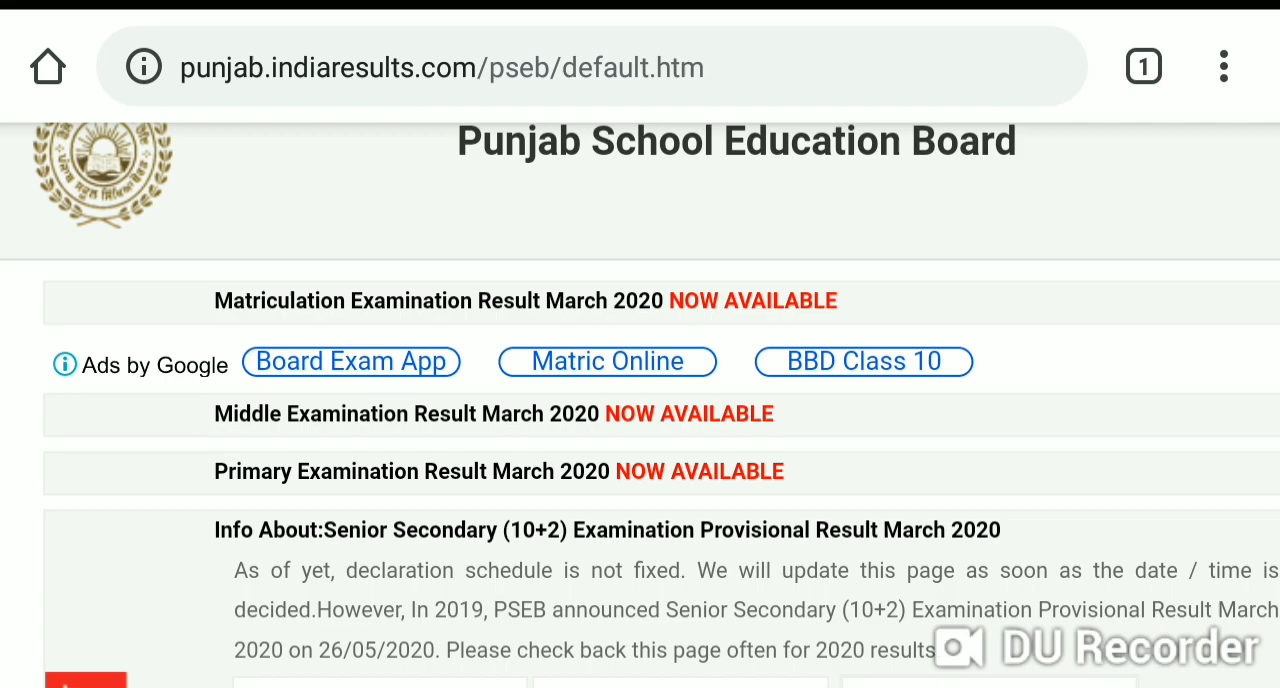 punjab.indiaresults.com/pseb/default.htm
1
Punjab School Education Board
Matriculation Examination Result March 2020 NOW AVAILABLE
Ads by Google Board Exam App Matric Online BBD Class 10
Middle Examination Result March 2020 NOW AVAILABLE
Primary Examination Result March 2020 NOW AVAILABLE
Info About:Senior Secondary (10+2) Examination Provisional Result March 2020
As of yet, declaration schedule is not fixed. We will update this page as soon as the date / time is
decided.However, In 2019, PSEB announced Senior Secondary (10+2) Examination Provisional Result March
2020 on 26/05/2020. Please check back this page often for 2020 results
DU Recorder